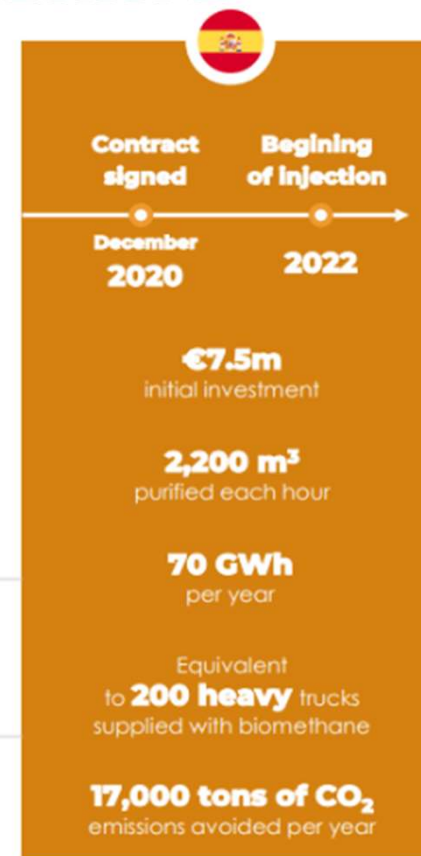 Contract
signed
Begining
of injection
December
2020
2022
€7.5m
initial investment
2,200 m³
purified each hour
70 GWh
per year
Equivalent
to 200 heavy trucks
supplied with biomethane
17,000 tons of CO₂
emissions avoided per year